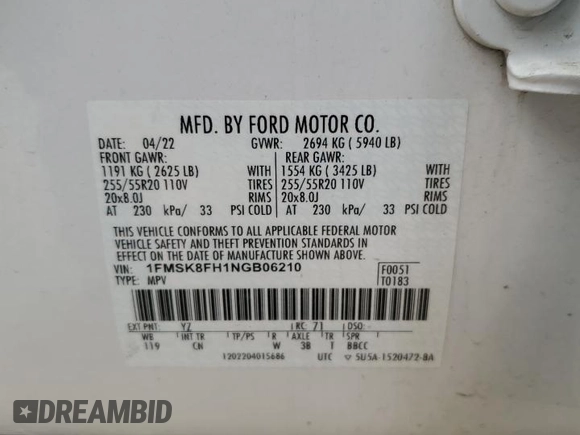 MFD. BY FORD MOTOR CO.
DATE: 04/22 GVWR: 2694 KG ( 5940 LB)
FRONT GAWR: REAR GAWR:
1191 KG ( 2625 LB) WITH 1554 KG ( 3425 LB) WITH
255/55R20 110V TIRES 255/55R20 110V TIRES
20x8.0J RIMS 20x8.0J RIMS
AT 230 kPa/ 33 PSI COLD AT 230 kPa/ 33 PSI COLD
THIS VEHICLE CONFORMS TO ALL APPLICABLE FEDERAL MOTOR
VEHICLE SAFETY AND THEFT PREVENTION STANDARDS IN
EFFECT ON THE DATE OF MANUFACTURE SHOWN ABOVE.
VIN: 1FMSK8FH1NGB06210 F0051
TYPE: MPV T0183
EXT PNT: YZ RC: 71 DSO:
WB INT TR TP/PS R AXLE TR SPR
119 CN W 3B T BBCC
1202204015686 UTC 5U5A-1520472-BA
DREAMBID